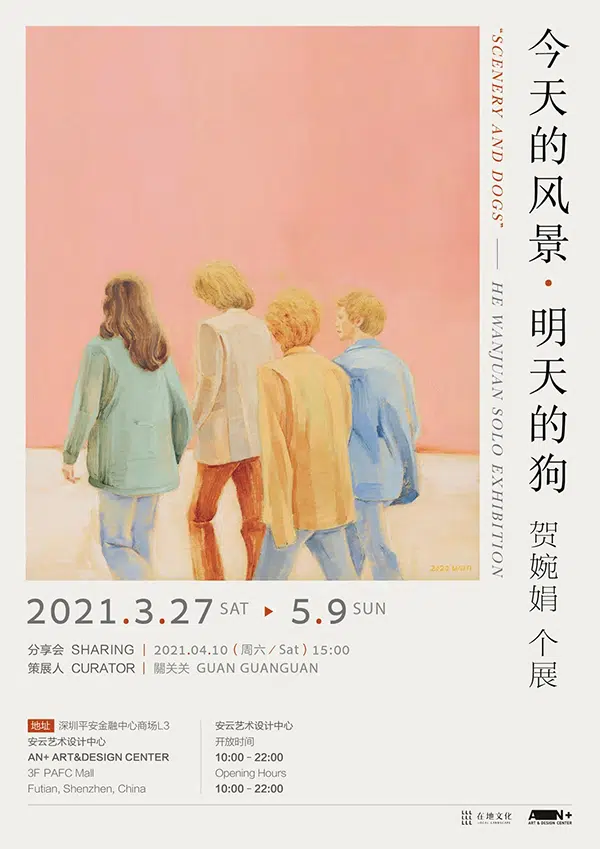 今天的风景·明天的狗 贺婉娟 个展
"SCENERY AND DOGS" — HE WANJUAN SOLO EXHIBITION
2020 WUN
2021.3.27 SAT ▸ 5.9 SUN
分享会 SHARING | 2021.04.10 (周六/Sat) 15:00
策展人 CURATOR | 關关关 GUAN GUANGUAN
地址 深圳平安金融中心商场L3
安云艺术设计中心
AN+ ART&DESIGN CENTER
3F PAFC Mall
Futian, Shenzhen, China
安云艺术设计中心
开放时间
10:00 - 22:00
Opening Hours
10:00 - 22:00
在地文化
LOCAL LANDSCAPE
AN+
ART & DESIGN CENTER